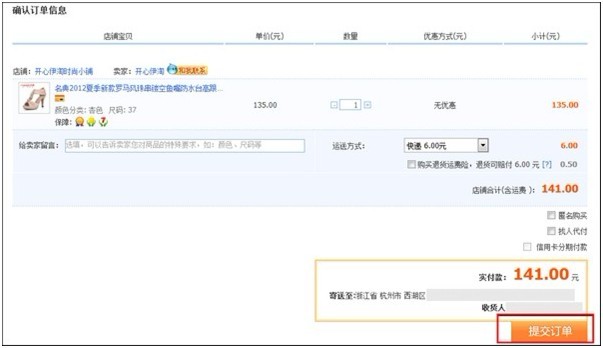 确认订单信息
店铺宝贝 单价(元) 数量 优惠方式(元) 小计(元)
店铺：开心伊湘时尚小铺 卖家：开心伊湘 和我联系
名典2012夏季新款罗马风珠串镂空鱼嘴防水台高跟...
颜色分类：杏色 尺码：37
保障：
135.00 - 1 + 无优惠 135.00
给卖家留言： 选填，可以告诉卖家您对商品的特殊要求，如：颜色、尺码等 运送方式： 快递 6.00元 6.00
购买退货运费险，退货可赔付 6.00 元 [?] 0.50
店铺合计(含运费)：141.00
匿名购买
找人代付
信用卡分期付款
实付款：141.00 元
寄送至:浙江省 杭州市 西湖区
收货人
提交订单